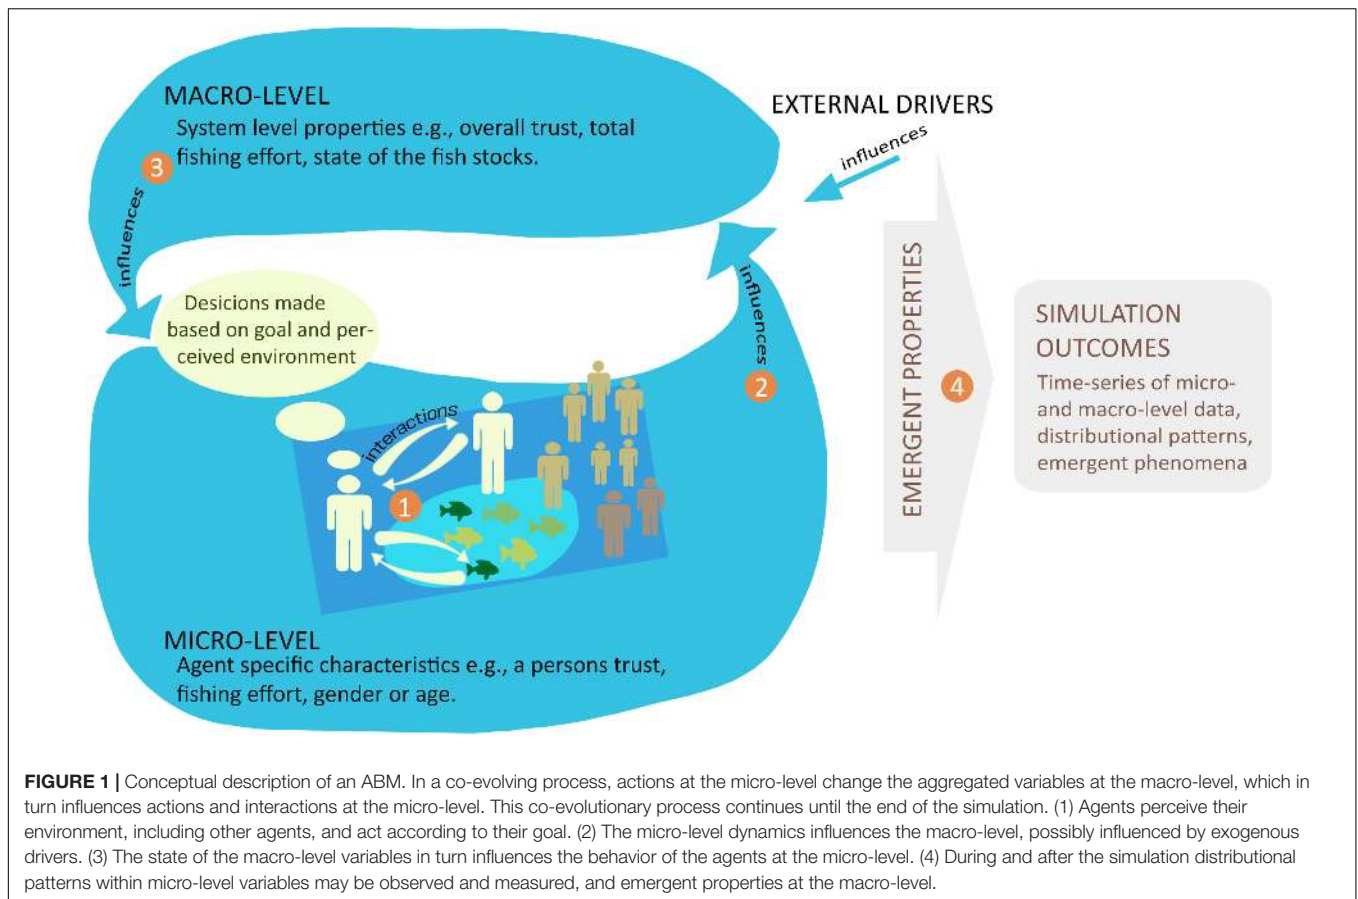 MACRO-LEVEL
System level properties e.g., overall trust, total
fishing effort, state of the fish stocks.
3
influences
EXTERNAL DRIVERS
influences
Desicions made
based on goal and per-
ceived environment
influences
2
interactions
1
EMERGENT PROPERTIES
4
SIMULATION
OUTCOMES
Time-series of micro-
and macro-level data,
distributional patterns,
emergent phenomena
MICRO-LEVEL
Agent specific characteristics e.g., a persons trust,
fishing effort, gender or age.
FIGURE 1 | Conceptual description of an ABM. In a co-evolving process, actions at the micro-level change the aggregated variables at the macro-level, which in
turn influences actions and interactions at the micro-level. This co-evolutionary process continues until the end of the simulation. (1) Agents perceive their
environment, including other agents, and act according to their goal. (2) The micro-level dynamics influences the macro-level, possibly influenced by exogenous
drivers. (3) The state of the macro-level variables in turn influences the behavior of the agents at the micro-level. (4) During and after the simulation distributional
patterns within micro-level variables may be observed and measured, and emergent properties at the macro-level.